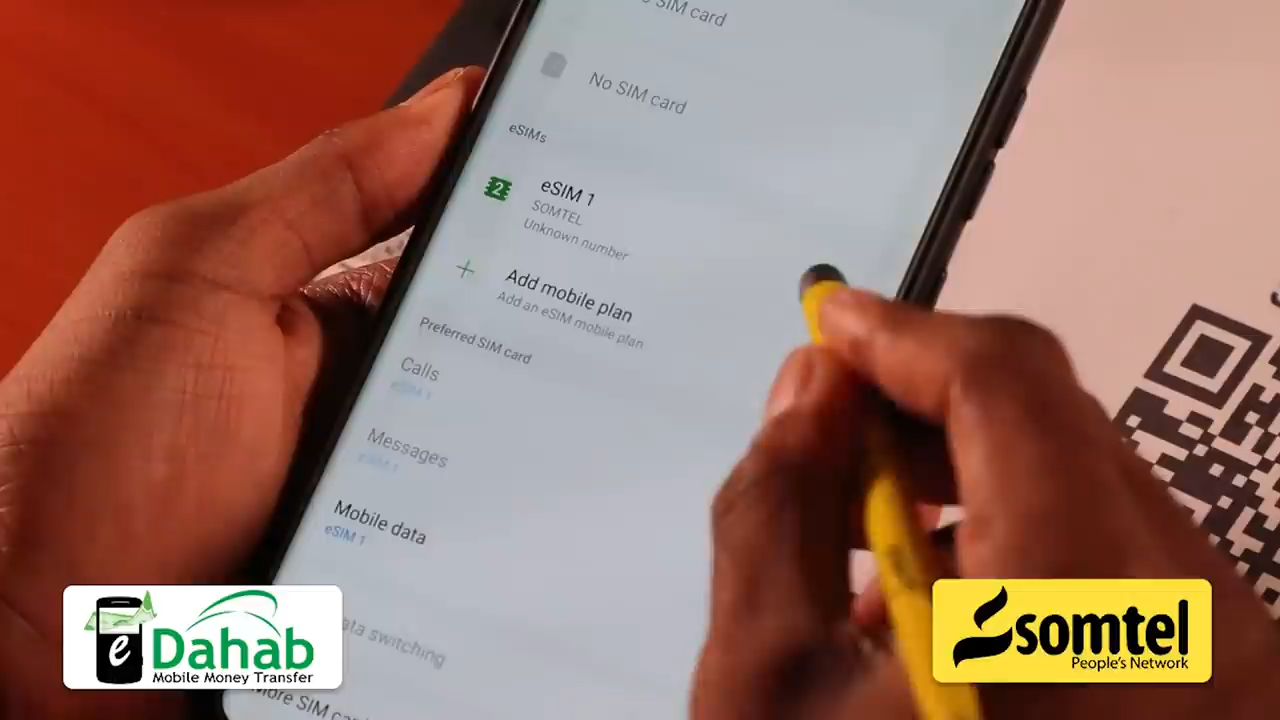 SIM card
No SIM card
eSIMs
2
eSIM 1
SOMTEL
Unknown number
Add mobile plan
Add an eSIM mobile plan
Preferred SIM card
Calls
eSIM 1
Messages
eSIM 1
Mobile data
eSIM 1
switching
More SIM
e
Dahab
Mobile Money Transfer
somtel
People's Network